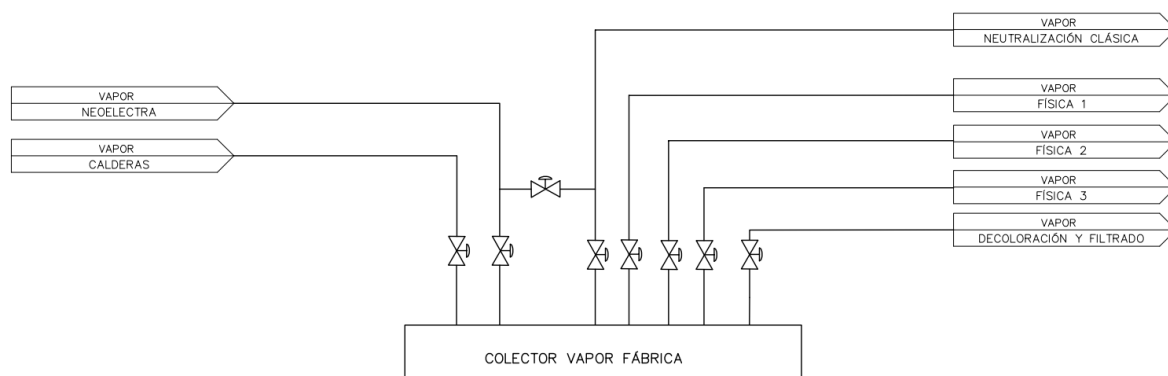 VAPOR
NEUTRALIZACIÓN CLÁSICA
VAPOR
NEOELECTRA
VAPOR
FÍSICA 1
VAPOR
CALDERAS
VAPOR
FÍSICA 2
VAPOR
FÍSICA 3
VAPOR
DECOLORACIÓN Y FILTRADO
COLECTOR VAPOR FÁBRICA